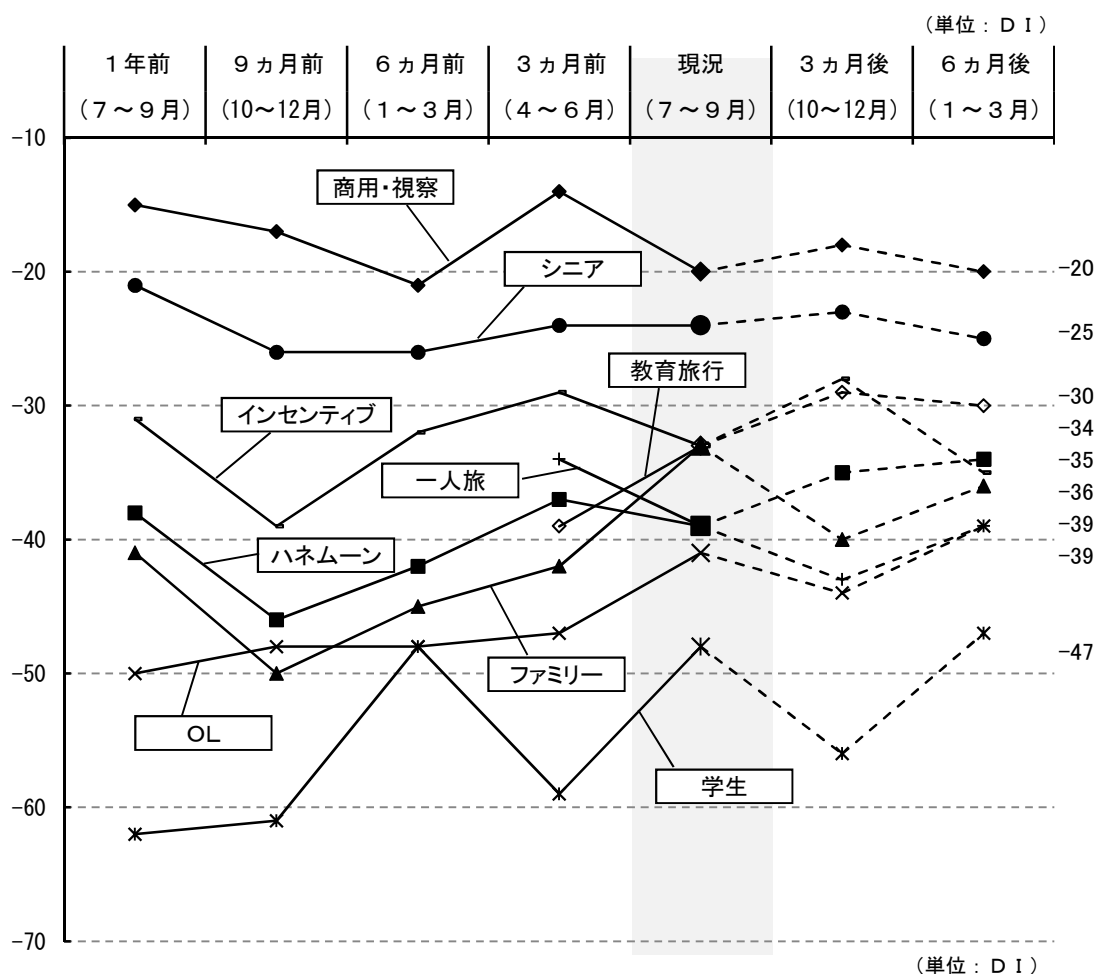 （単位：ＤＩ）
１年前 ９ヵ月前 ６ヵ月前 ３ヵ月前 現況 ３ヵ月後 ６ヵ月後
（７～９月） （10～12月） （１～３月） （４～６月） （７～９月） （10～12月） （１～３月）
-10
商用・視察
シニア
-20
-20
-25
教育旅行
-30
-30
インセンティブ
-34
一人旅
-35
-36
-40
-39
ハネムーン
-39
-50
-47
ファミリー
ＯＬ
学生
-60
-70
（単位：ＤＩ）